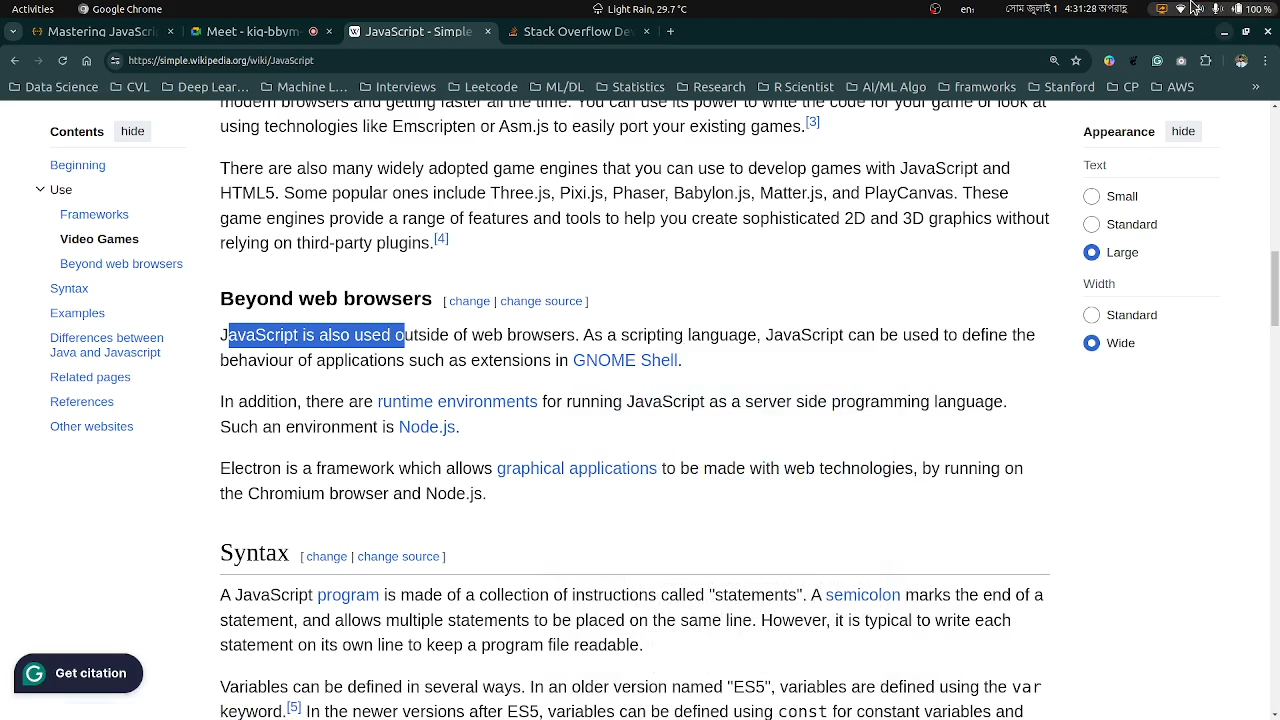 Activities
Google Chrome
Light Rain, 29.7 °C
en
4:31:28
100 %
Mastering JavaScri
Meet - kiq-bbym-
JavaScript - Simple
Stack Overflow Dev
https://simple.wikipedia.org/wiki/JavaScript
Data Science
CVL
Deep Lear...
Machine L...
Interviews
Leetcode
ML/DL
Statistics
Research
R Scientist
AI/ML Algo
framworks
Stanford
CP
AWS
»
Contents
hide
Beginning
Use
Frameworks
Video Games
Beyond web browsers
Syntax
Examples
Differences between
Java and Javascript
Related pages
References
Other websites
modern browsers and getting faster all the time. You can use its power to write the code for your game or look at
using technologies like Emscripten or Asm.js to easily port your existing games.[3]
There are also many widely adopted game engines that you can use to develop games with JavaScript and
HTML5. Some popular ones include Three.js, Pixi.js, Phaser, Babylon.js, Matter.js, and PlayCanvas. These
game engines provide a range of features and tools to help you create sophisticated 2D and 3D graphics without
relying on third-party plugins.[4]
Beyond web browsers [ change | change source ]
JavaScript is also used outside of web browsers. As a scripting language, JavaScript can be used to define the
behaviour of applications such as extensions in GNOME Shell.
In addition, there are runtime environments for running JavaScript as a server side programming language.
Such an environment is Node.js.
Electron is a framework which allows graphical applications to be made with web technologies, by running on
the Chromium browser and Node.js.
Syntax [ change | change source ]
A JavaScript program is made of a collection of instructions called "statements". A semicolon marks the end of a
statement, and allows multiple statements to be placed on the same line. However, it is typical to write each
statement on its own line to keep a program file readable.
Variables can be defined in several ways. In an older version named "ES5", variables are defined using the var
keyword.[5] In the newer versions after ES5, variables can be defined using const for constant variables and
Appearance
hide
Text
Small
Standard
Large
Width
Standard
Wide
Get citation